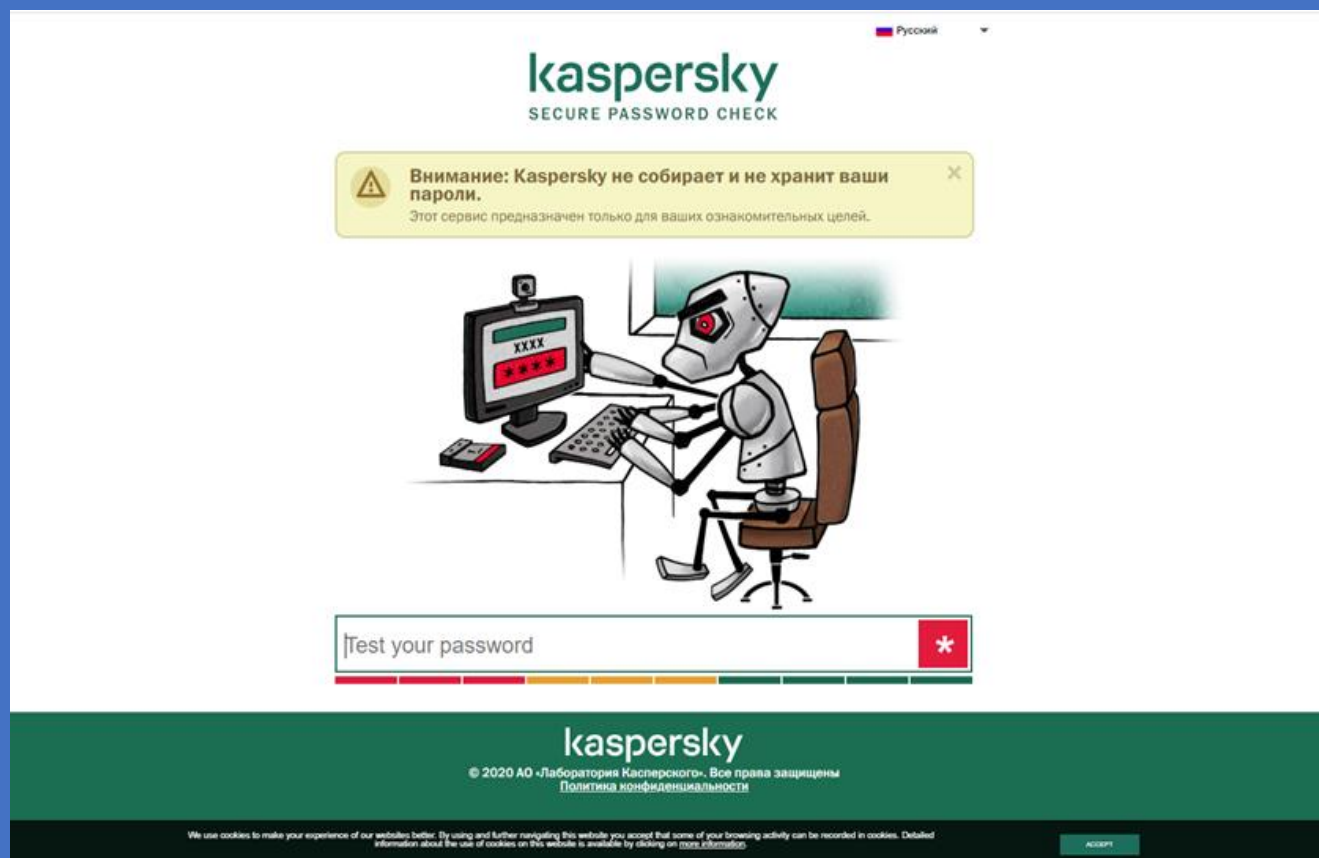 Русский
kaspersky
SECURE PASSWORD CHECK
Внимание: Kaspersky не собирает и не хранит ваши
пароли.
Этот сервис предназначен только для ваших ознакомительных целей.
XXXX
****
Test your password
*
kaspersky
© 2020 АО «Лаборатория Касперского». Все права защищены
Политика конфиденциальности
We use cookies to make your experience of our websites better. By using and further navigating this website you accept that some of your browsing activity can be recorded in cookies. Detailed
information about the use of cookies on this website is available by clicking on more information.
ACCEPT